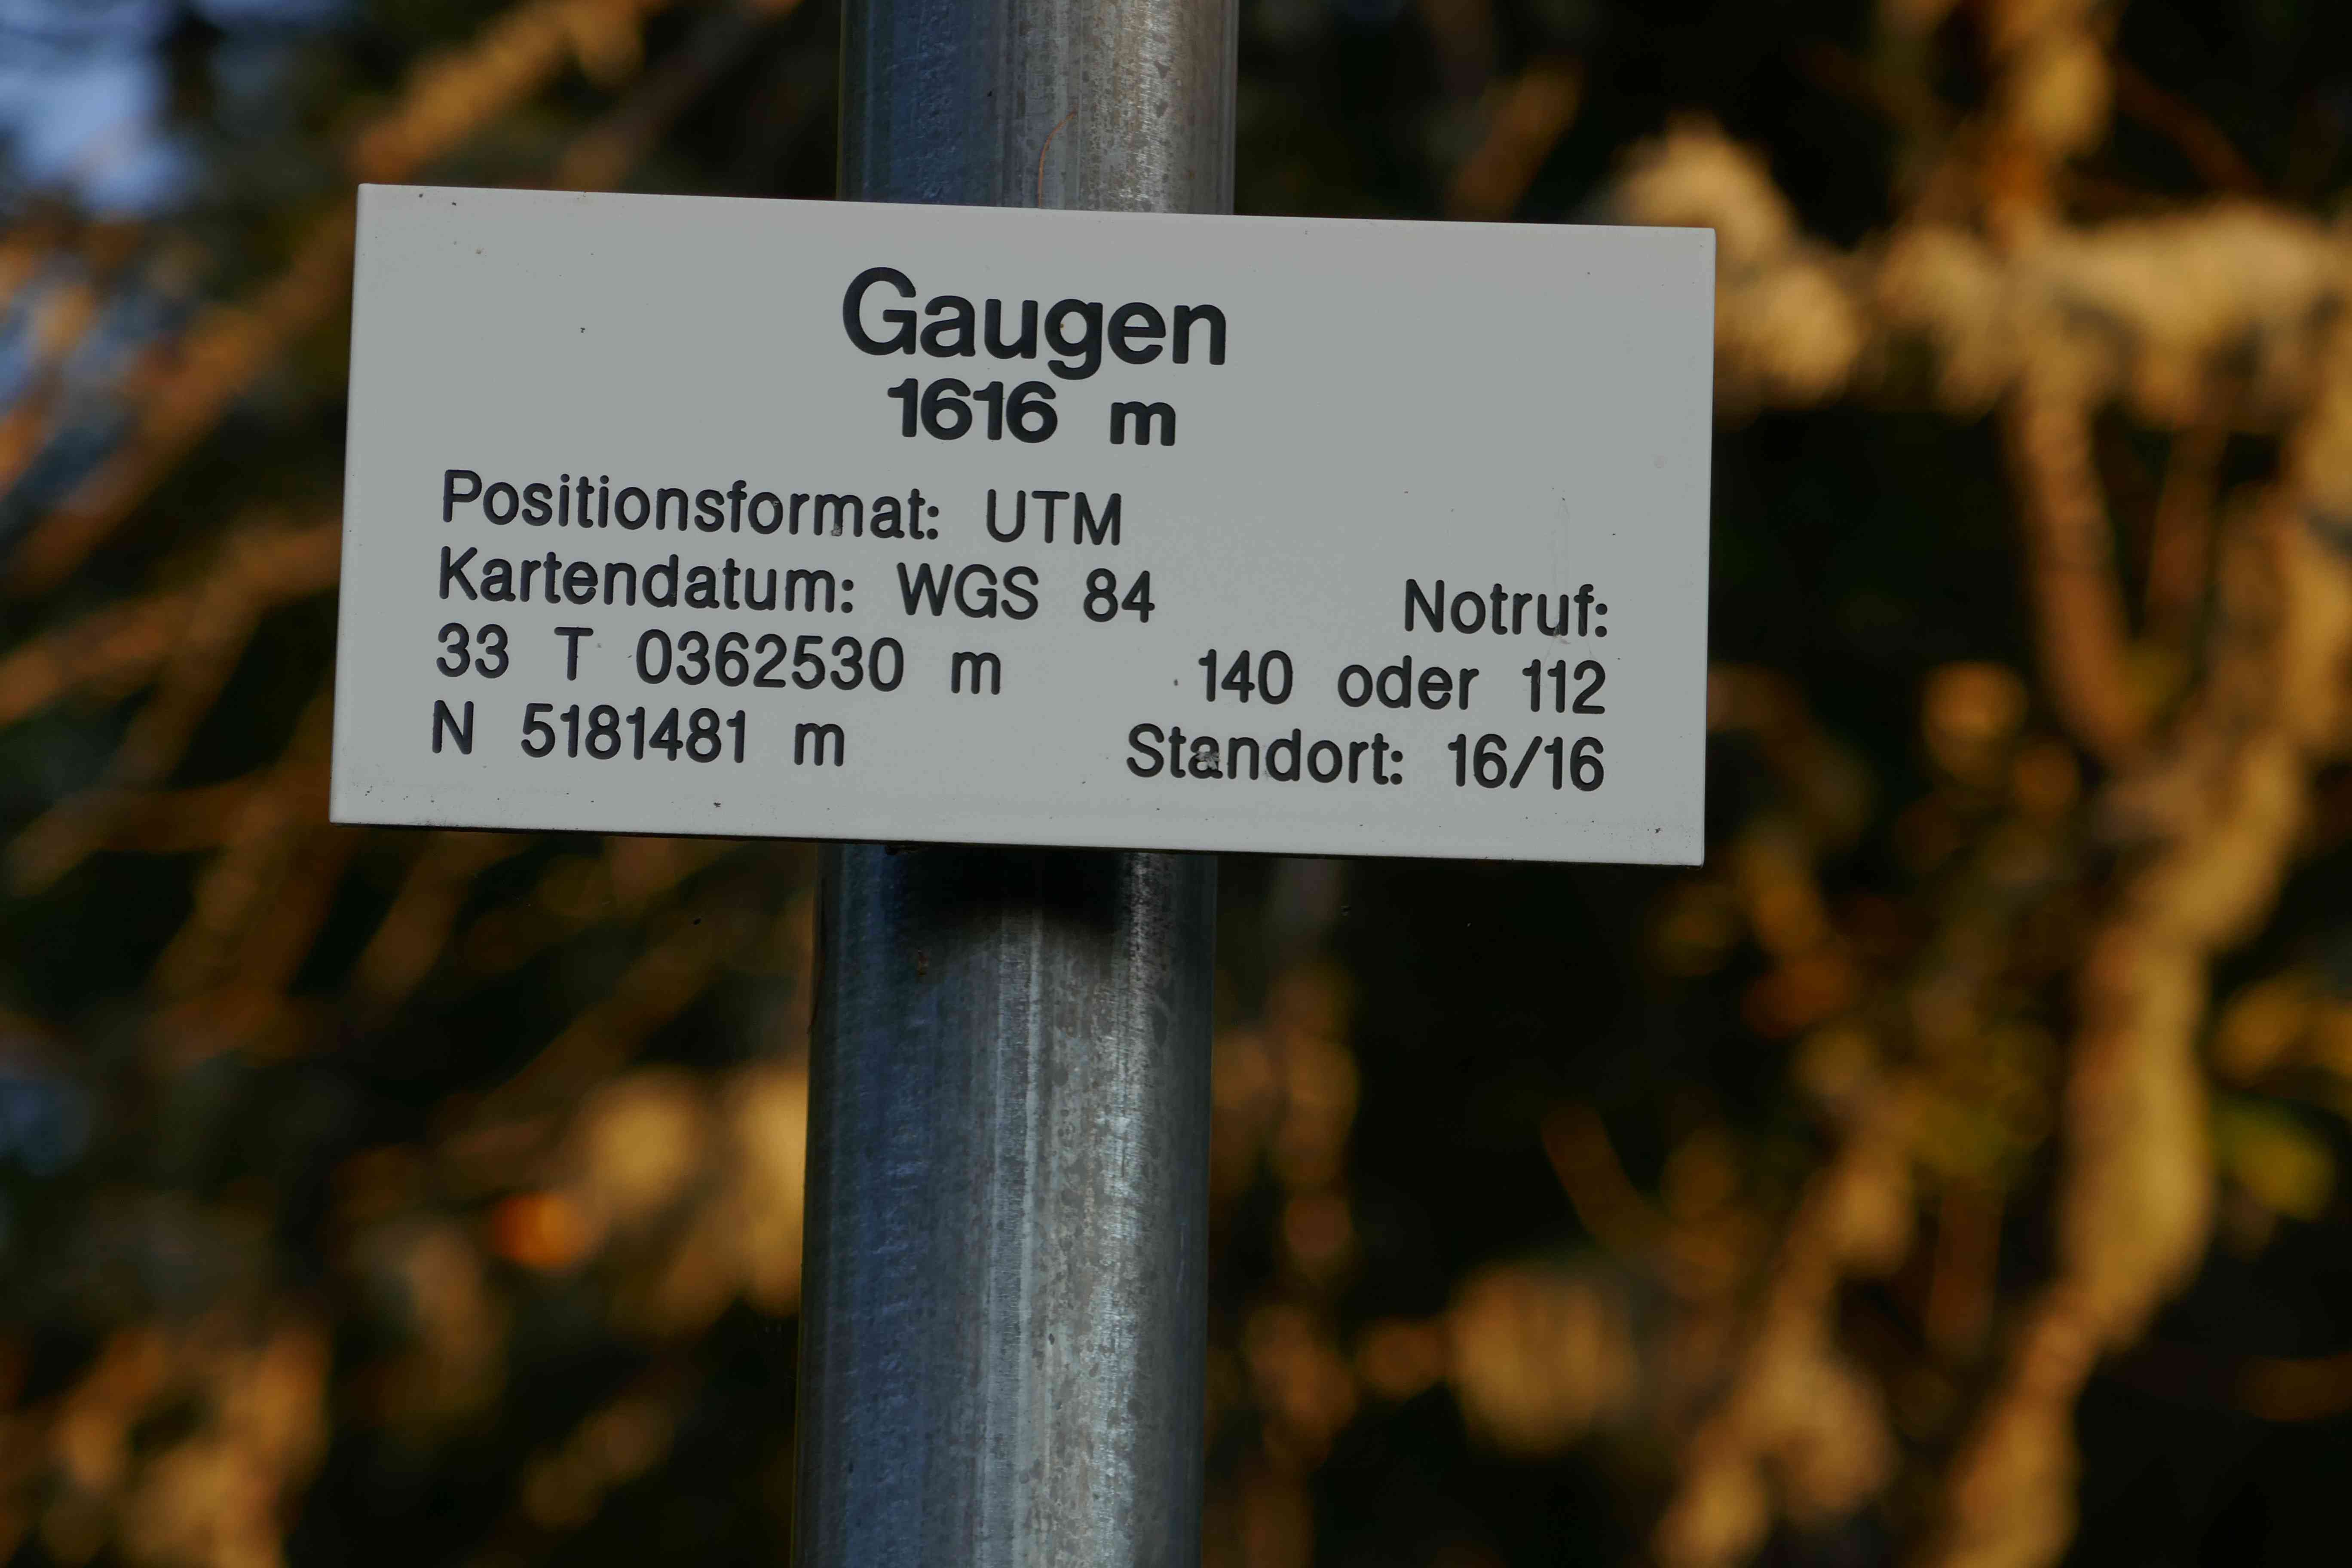 Gaugen
1616 m
Positionsformat: UTM
Kartendatum: WGS 84
33 T 0362530 m
N 5181481 m
Notruf:
140 oder 112
Standort: 16/16